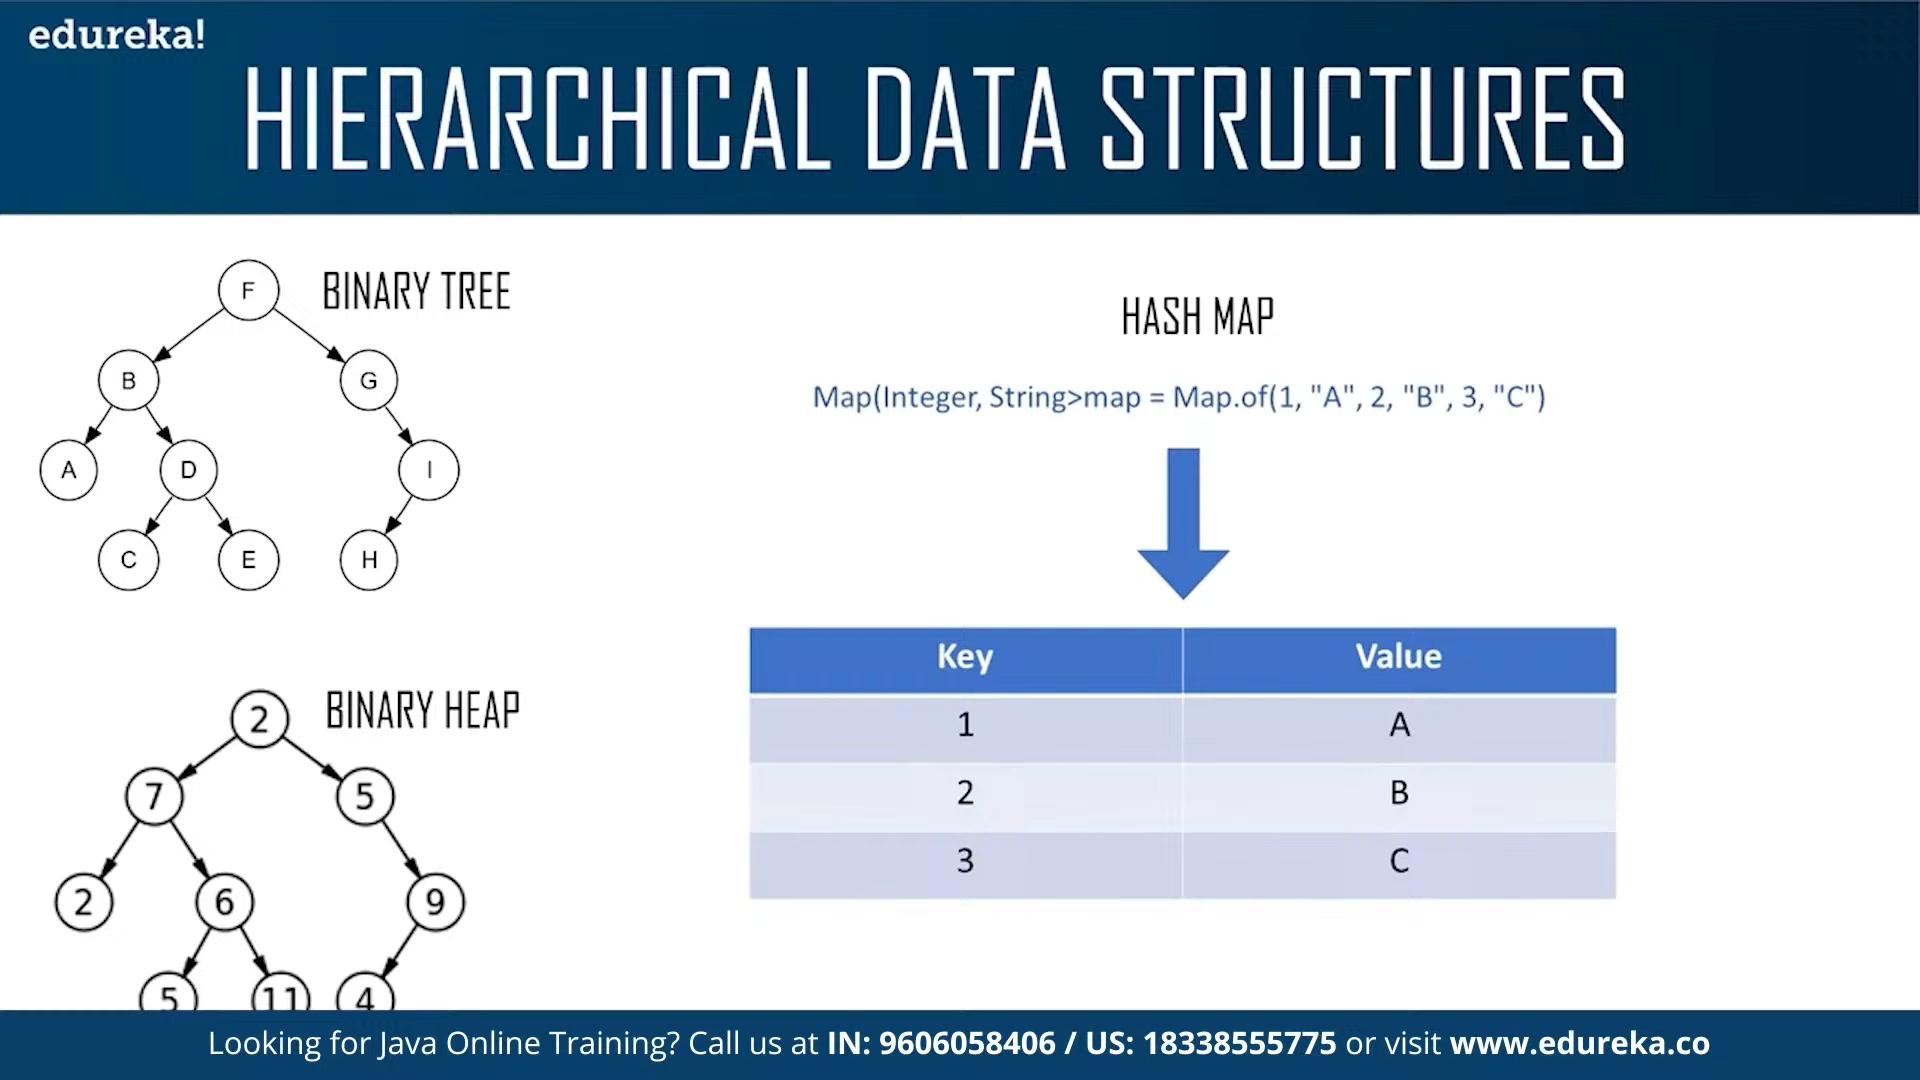 edureka!
HIERARCHICAL DATA STRUCTURES
BINARY TREE
F
B
G
A
D
I
C
E
H
BINARY HEAP
2
7
5
2
6
9
5
11
4
HASH MAP
Map(Integer, String>map = Map.of(1, "A", 2, "B", 3, "C")
Key Value
1 A
2 B
3 C
Looking for Java Online Training? Call us at IN: 9606058406 / US: 18338555775 or visit www.edureka.co